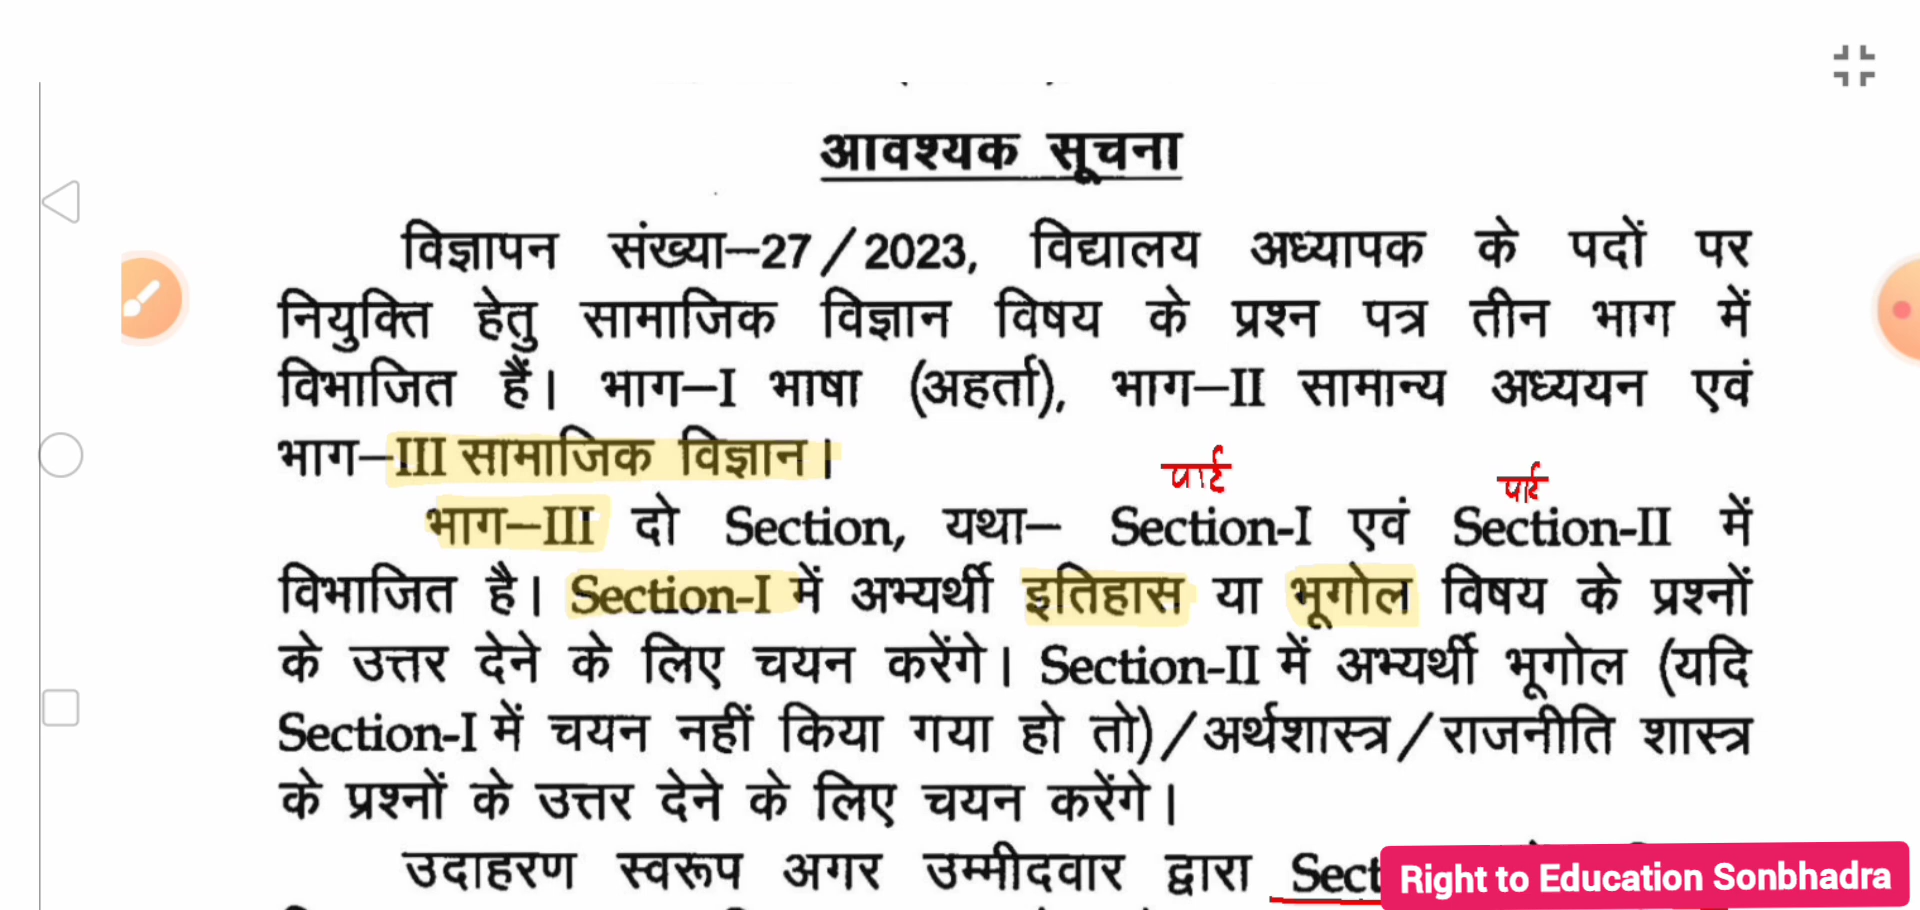 आवश्यक सूचना
विज्ञापन संख्या–27/2023, विद्यालय अध्यापक के पदों पर
नियुक्ति हेतु सामाजिक विज्ञान विषय के प्रश्न पत्र तीन भाग में
विभाजित हैं। भाग–I भाषा (अहर्ता), भाग–II सामान्य अध्ययन एवं
भाग–III सामाजिक विज्ञान।
पार्ट पार्ट
भाग–III दो Section, यथा– Section-I एवं Section-II में
विभाजित है। Section-I में अभ्यर्थी इतिहास या भूगोल विषय के प्रश्नों
के उत्तर देने के लिए चयन करेंगे। Section-II में अभ्यर्थी भूगोल (यदि
Section-I में चयन नहीं किया गया हो तो)/अर्थशास्त्र/राजनीति शास्त्र
के प्रश्नों के उत्तर देने के लिए चयन करेंगे।
उदाहरण स्वरूप अगर उम्मीदवार द्वारा Sect
Right to Education Sonbhadra